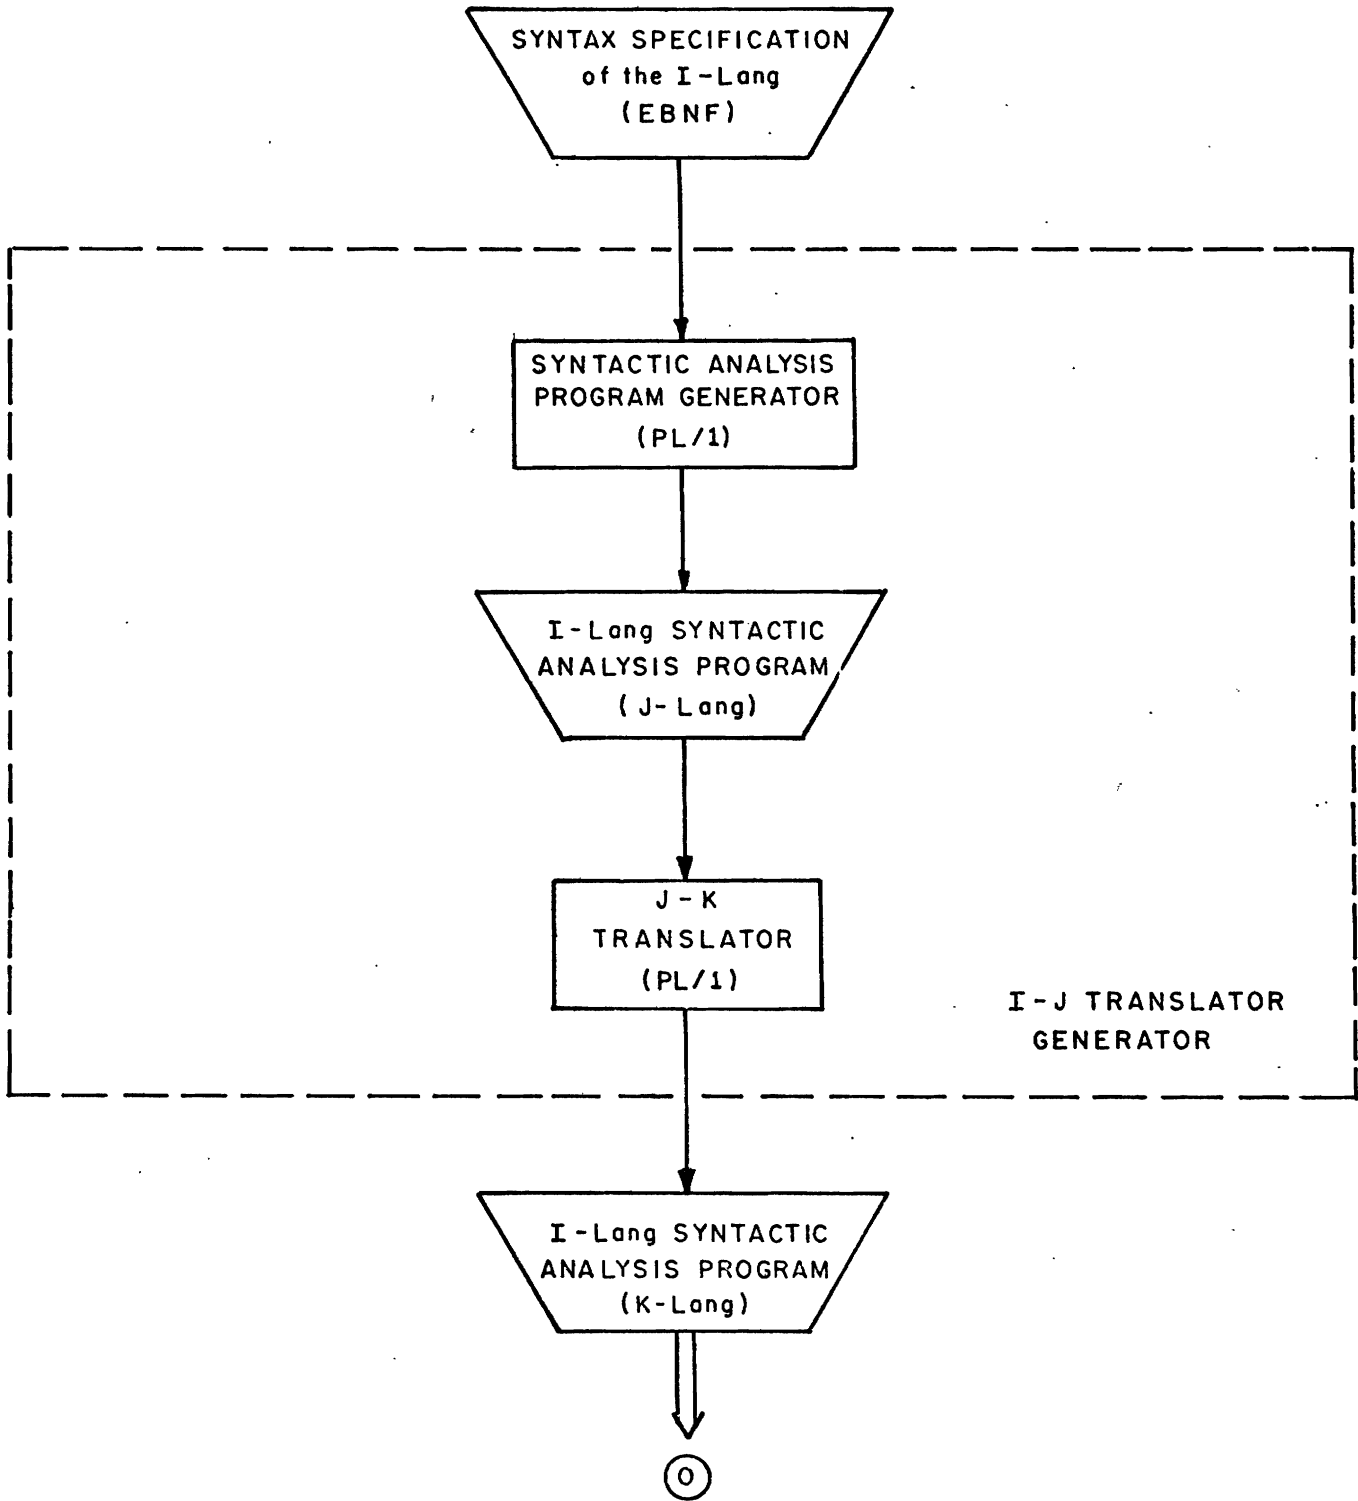 SYNTAX SPECIFICATION
of the I-Lang
(EBNF)
SYNTACTIC ANALYSIS
PROGRAM GENERATOR
(PL/1)
I-Lang SYNTACTIC
ANALYSIS PROGRAM
(J-Lang)
J-K
TRANSLATOR
(PL/1)
I-J TRANSLATOR
GENERATOR
I-Lang SYNTACTIC
ANALYSIS PROGRAM
(K-Lang)
O